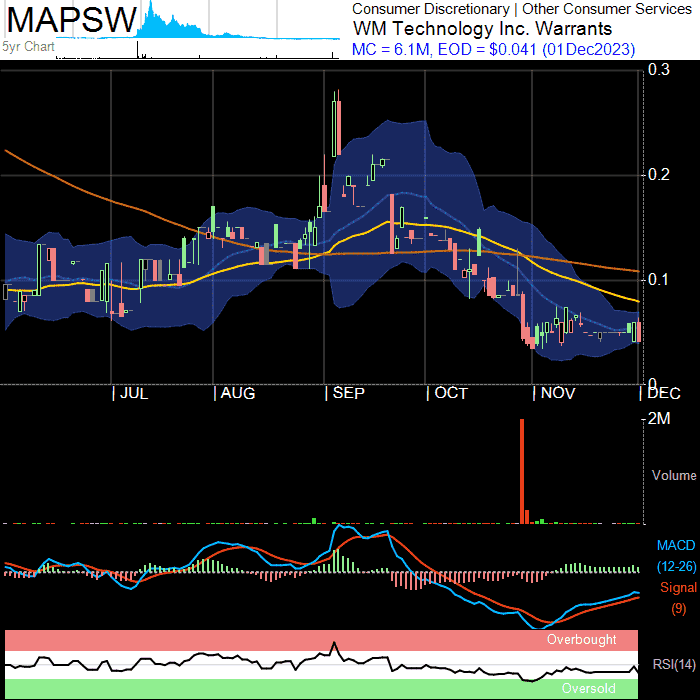 MAPSW
5yr Chart
Consumer Discretionary | Other Consumer Services
WM Technology Inc. Warrants
MC = 6.1M, EOD = $0.041 (01Dec2023)
0.3
0.2
0.1
0
JUL
AUG
SEP
OCT
NOV
DEC
2M
Volume
MACD
(12-26)
Signal
(9)
Overbought
RSI(14)
Oversold